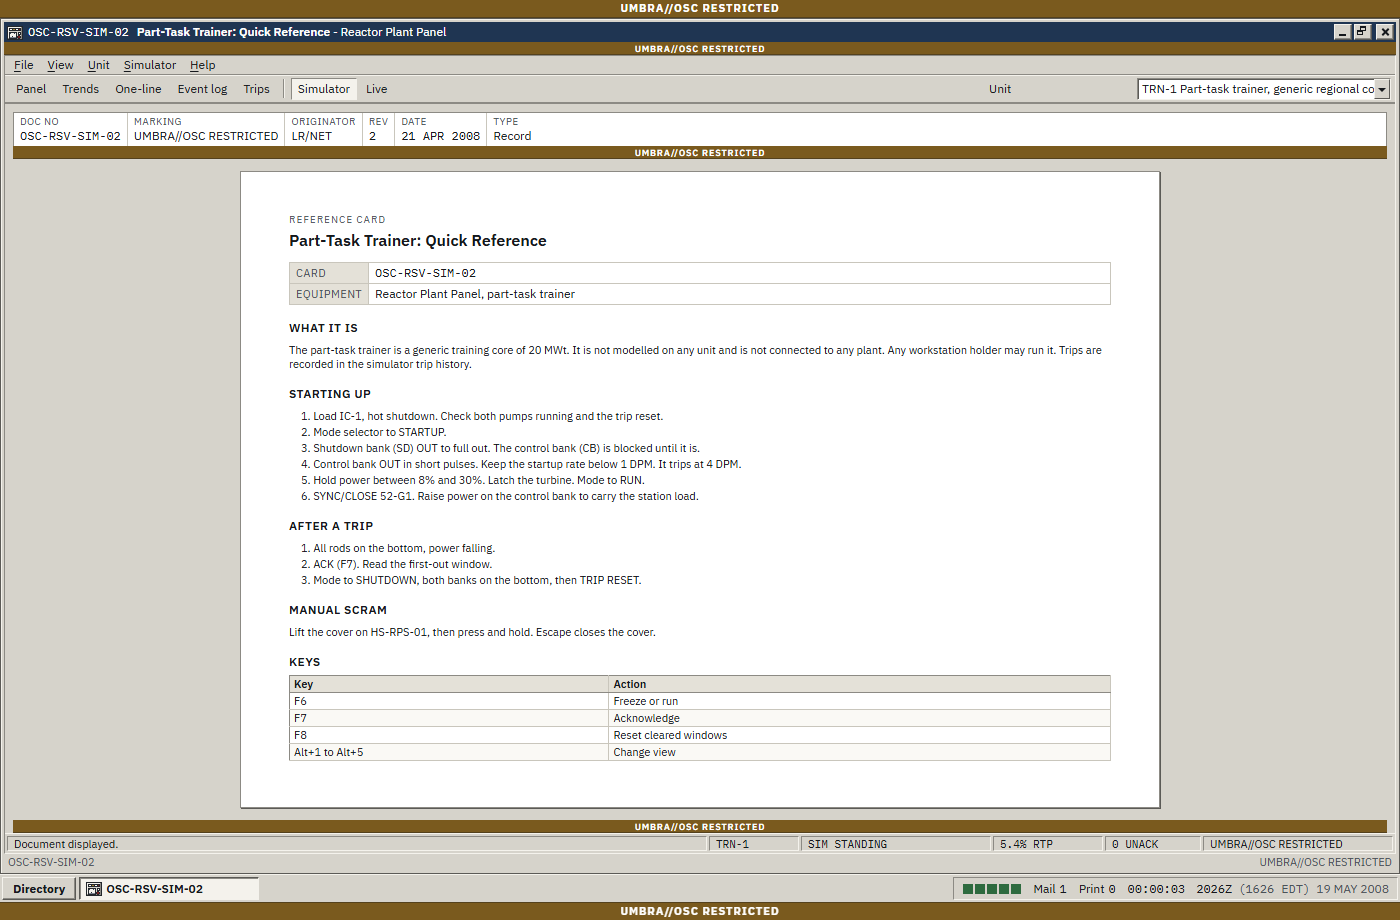 UMBRA//OSC RESTRICTED
OSC-RSV-SIM-02 Part-Task Trainer: Quick Reference - Reactor Plant Panel
UMBRA//OSC RESTRICTED
File View Unit Simulator Help
Panel Trends One-line Event log Trips Simulator Live Unit TRN-1 Part-task trainer, generic regional co
DOC NO MARKING ORIGINATOR REV DATE TYPE
OSC-RSV-SIM-02 UMBRA//OSC RESTRICTED LR/NET 2 21 APR 2008 Record
UMBRA//OSC RESTRICTED
REFERENCE CARD
Part-Task Trainer: Quick Reference
CARD OSC-RSV-SIM-02
EQUIPMENT Reactor Plant Panel, part-task trainer
WHAT IT IS
The part-task trainer is a generic training core of 20 MWt. It is not modelled on any unit and is not connected to any plant. Any workstation holder may run it. Trips are
recorded in the simulator trip history.
STARTING UP
1. Load IC-1, hot shutdown. Check both pumps running and the trip reset.
2. Mode selector to STARTUP.
3. Shutdown bank (SD) OUT to full out. The control bank (CB) is blocked until it is.
4. Control bank OUT in short pulses. Keep the startup rate below 1 DPM. It trips at 4 DPM.
5. Hold power between 8% and 30%. Latch the turbine. Mode to RUN.
6. SYNC/CLOSE 52-G1. Raise power on the control bank to carry the station load.
AFTER A TRIP
1. All rods on the bottom, power falling.
2. ACK (F7). Read the first-out window.
3. Mode to SHUTDOWN, both banks on the bottom, then TRIP RESET.
MANUAL SCRAM
Lift the cover on HS-RPS-01, then press and hold. Escape closes the cover.
KEYS
Key Action
F6 Freeze or run
F7 Acknowledge
F8 Reset cleared windows
Alt+1 to Alt+5 Change view
UMBRA//OSC RESTRICTED
Document displayed. TRN-1 SIM STANDING 5.4% RTP 0 UNACK UMBRA//OSC RESTRICTED
OSC-RSV-SIM-02 UMBRA//OSC RESTRICTED
Directory OSC-RSV-SIM-02 Mail 1 Print 0 00:00:03 2026Z (1626 EDT) 19 MAY 2008
UMBRA//OSC RESTRICTED